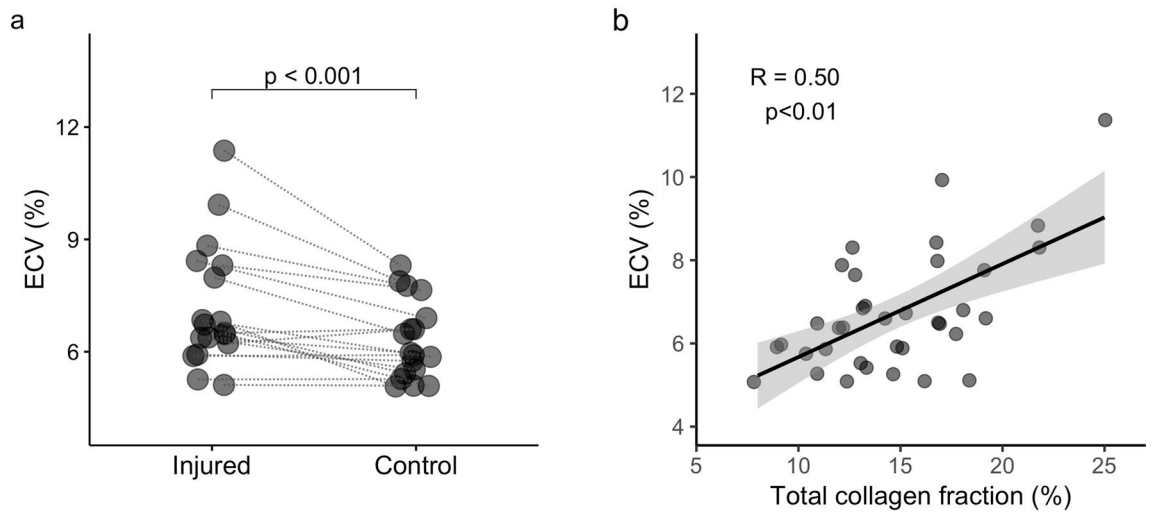 a
p < 0.001
12
9
6
ECV (%)
Injured Control
b
R = 0.50
p<0.01
12
10
8
6
4
ECV (%)
5 10 15 20 25
Total collagen fraction (%)